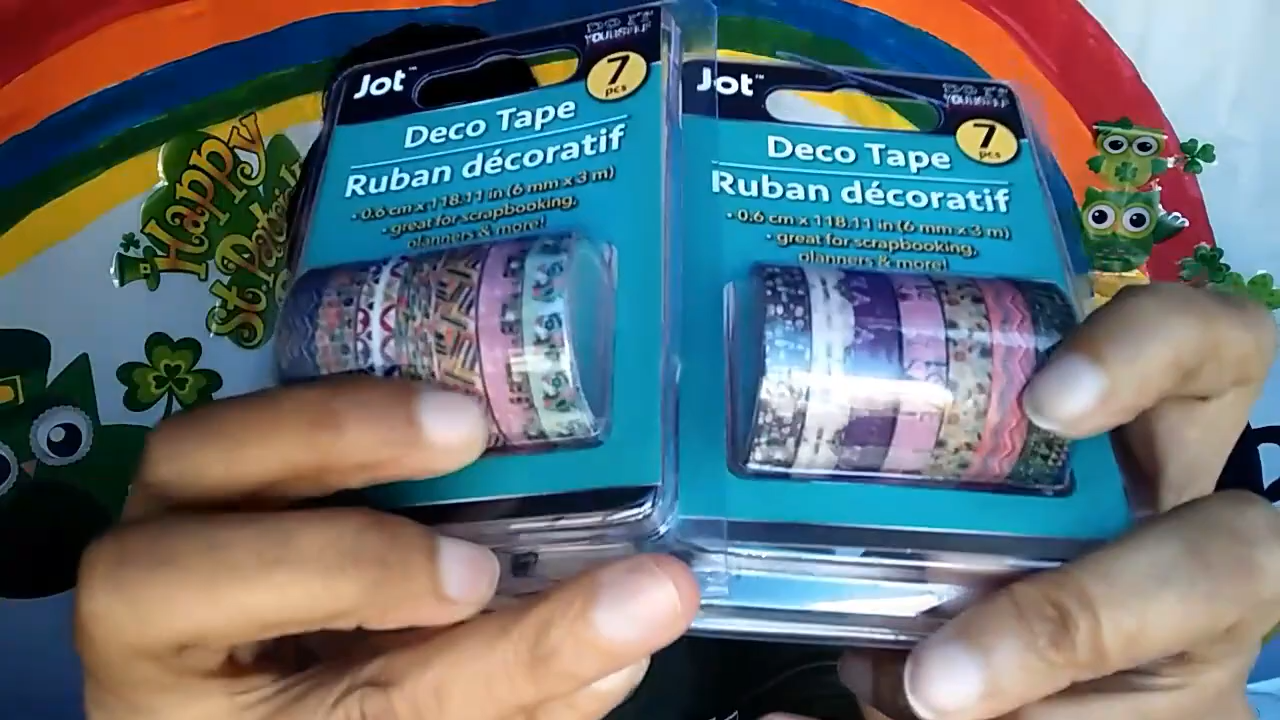 Happy
St Patrick's
Jot™
DO IT
YOURSELF
7
pcs
Deco Tape
Ruban décoratif
• 0.6 cm x 118.11 in (6 mm x 3 m)
• great for scrapbooking,
planners & more!
Jot™
DO IT
YOURSELF
7
pcs
Deco Tape
Ruban décoratif
• 0.6 cm x 118.11 in (6 mm x 3 m)
• great for scrapbooking,
planners & more!